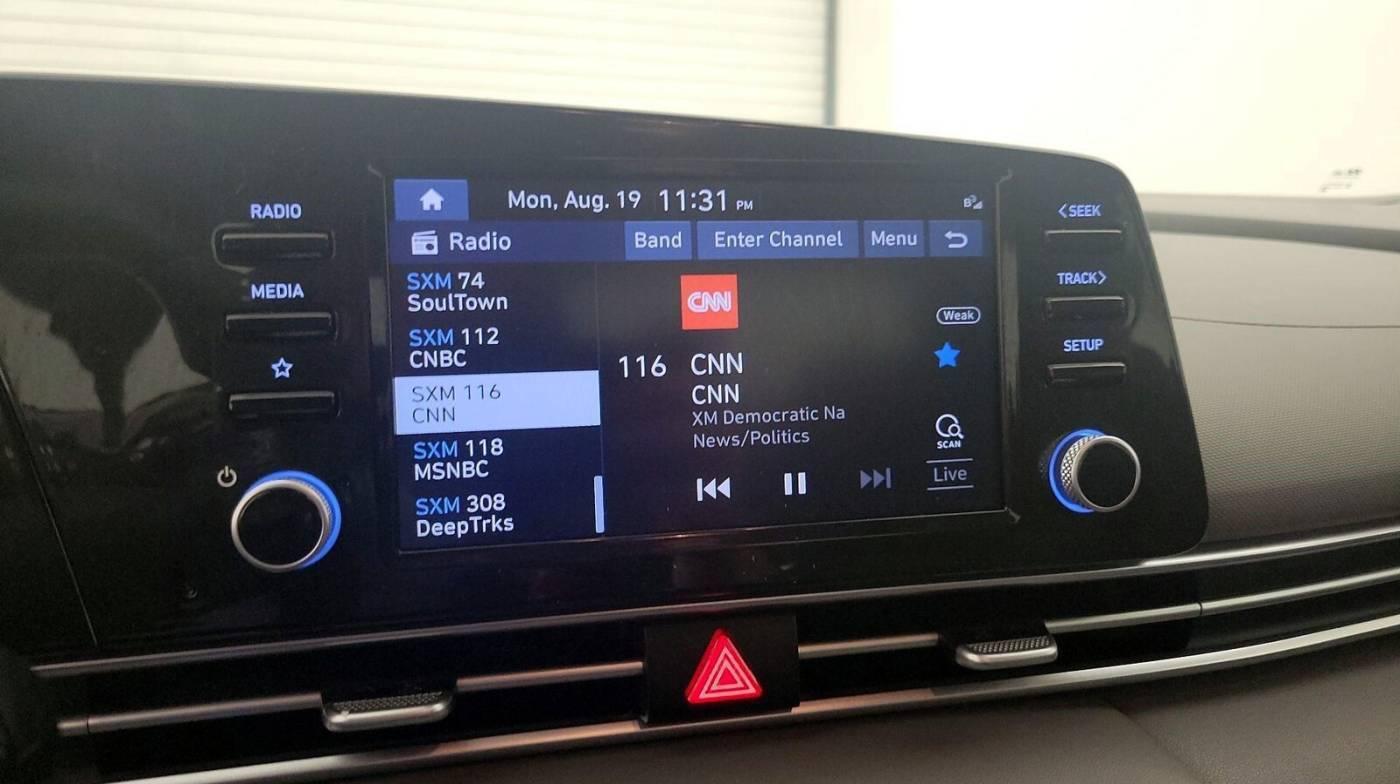 RADIO
MEDIA
Mon, Aug. 19 11:31 PM
Radio
Band
Enter Channel
Menu
SXM 74
SoulTown
SXM 112
CNBC
SXM 116
CNN
SXM 118
MSNBC
SXM 308
DeepTrks
CNN
Weak
116 CNN
CNN
XM Democratic Na
News/Politics
SCAN
Live
<SEEK
TRACK>
SETUP